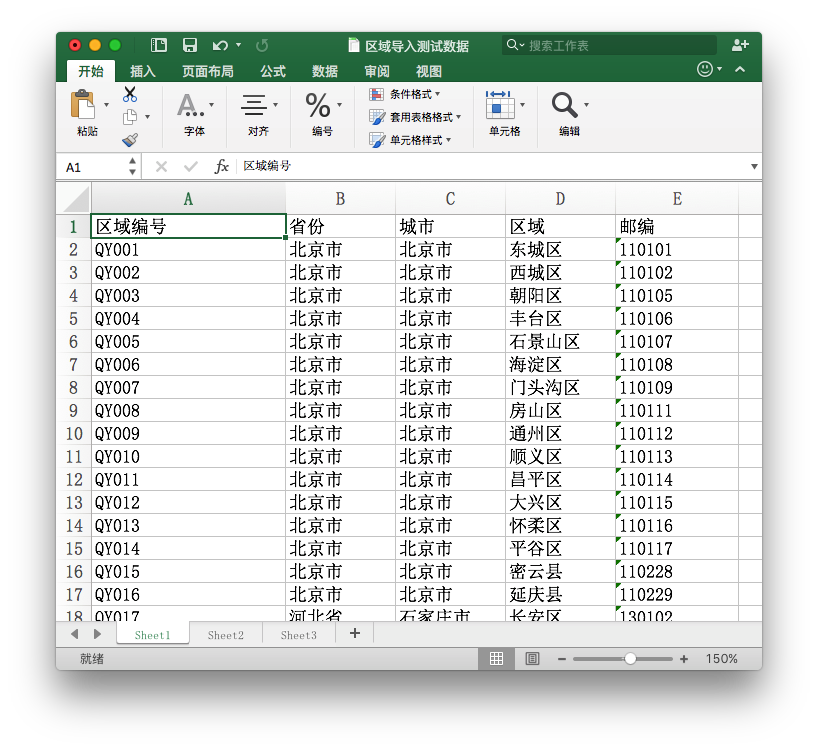 区域导入测试数据
搜索工作表
开始 插入 页面布局 公式 数据 审阅 视图
粘贴 字体 对齐 编号 条件格式 套用表格格式 单元格样式 单元格 编辑
A1 fx 区域编号
A B C D E
1 区域编号 省份 城市 区域 邮编
2 QY001 北京市 北京市 东城区 110101
3 QY002 北京市 北京市 西城区 110102
4 QY003 北京市 北京市 朝阳区 110105
5 QY004 北京市 北京市 丰台区 110106
6 QY005 北京市 北京市 石景山区 110107
7 QY006 北京市 北京市 海淀区 110108
8 QY007 北京市 北京市 门头沟区 110109
9 QY008 北京市 北京市 房山区 110111
10 QY009 北京市 北京市 通州区 110112
11 QY010 北京市 北京市 顺义区 110113
12 QY011 北京市 北京市 昌平区 110114
13 QY012 北京市 北京市 大兴区 110115
14 QY013 北京市 北京市 怀柔区 110116
15 QY014 北京市 北京市 平谷区 110117
16 QY015 北京市 北京市 密云县 110228
17 QY016 北京市 北京市 延庆县 110229
18 QY017 河北省 石家庄市 长安区 130102
Sheet1 Sheet2 Sheet3 +
就绪 150%